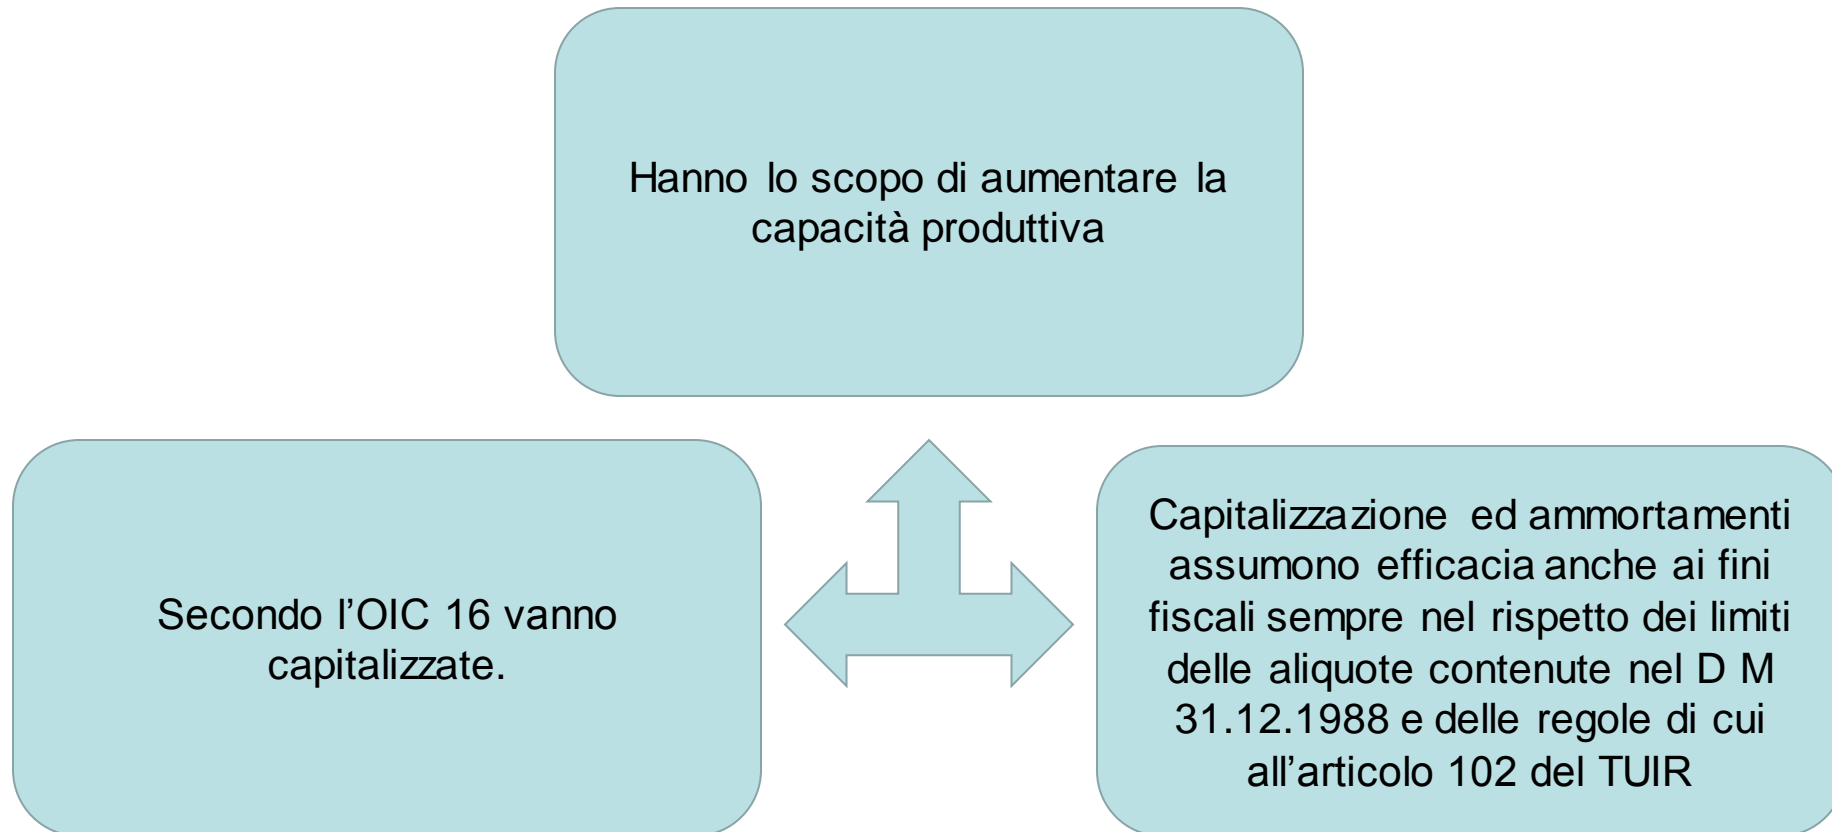 Hanno lo scopo di aumentare la
capacità produttiva
Secondo l’OIC 16 vanno
capitalizzate.
Capitalizzazione ed ammortamenti
assumono efficacia anche ai fini
fiscali sempre nel rispetto dei limiti
delle aliquote contenute nel D M
31.12.1988 e delle regole di cui
all’articolo 102 del TUIR